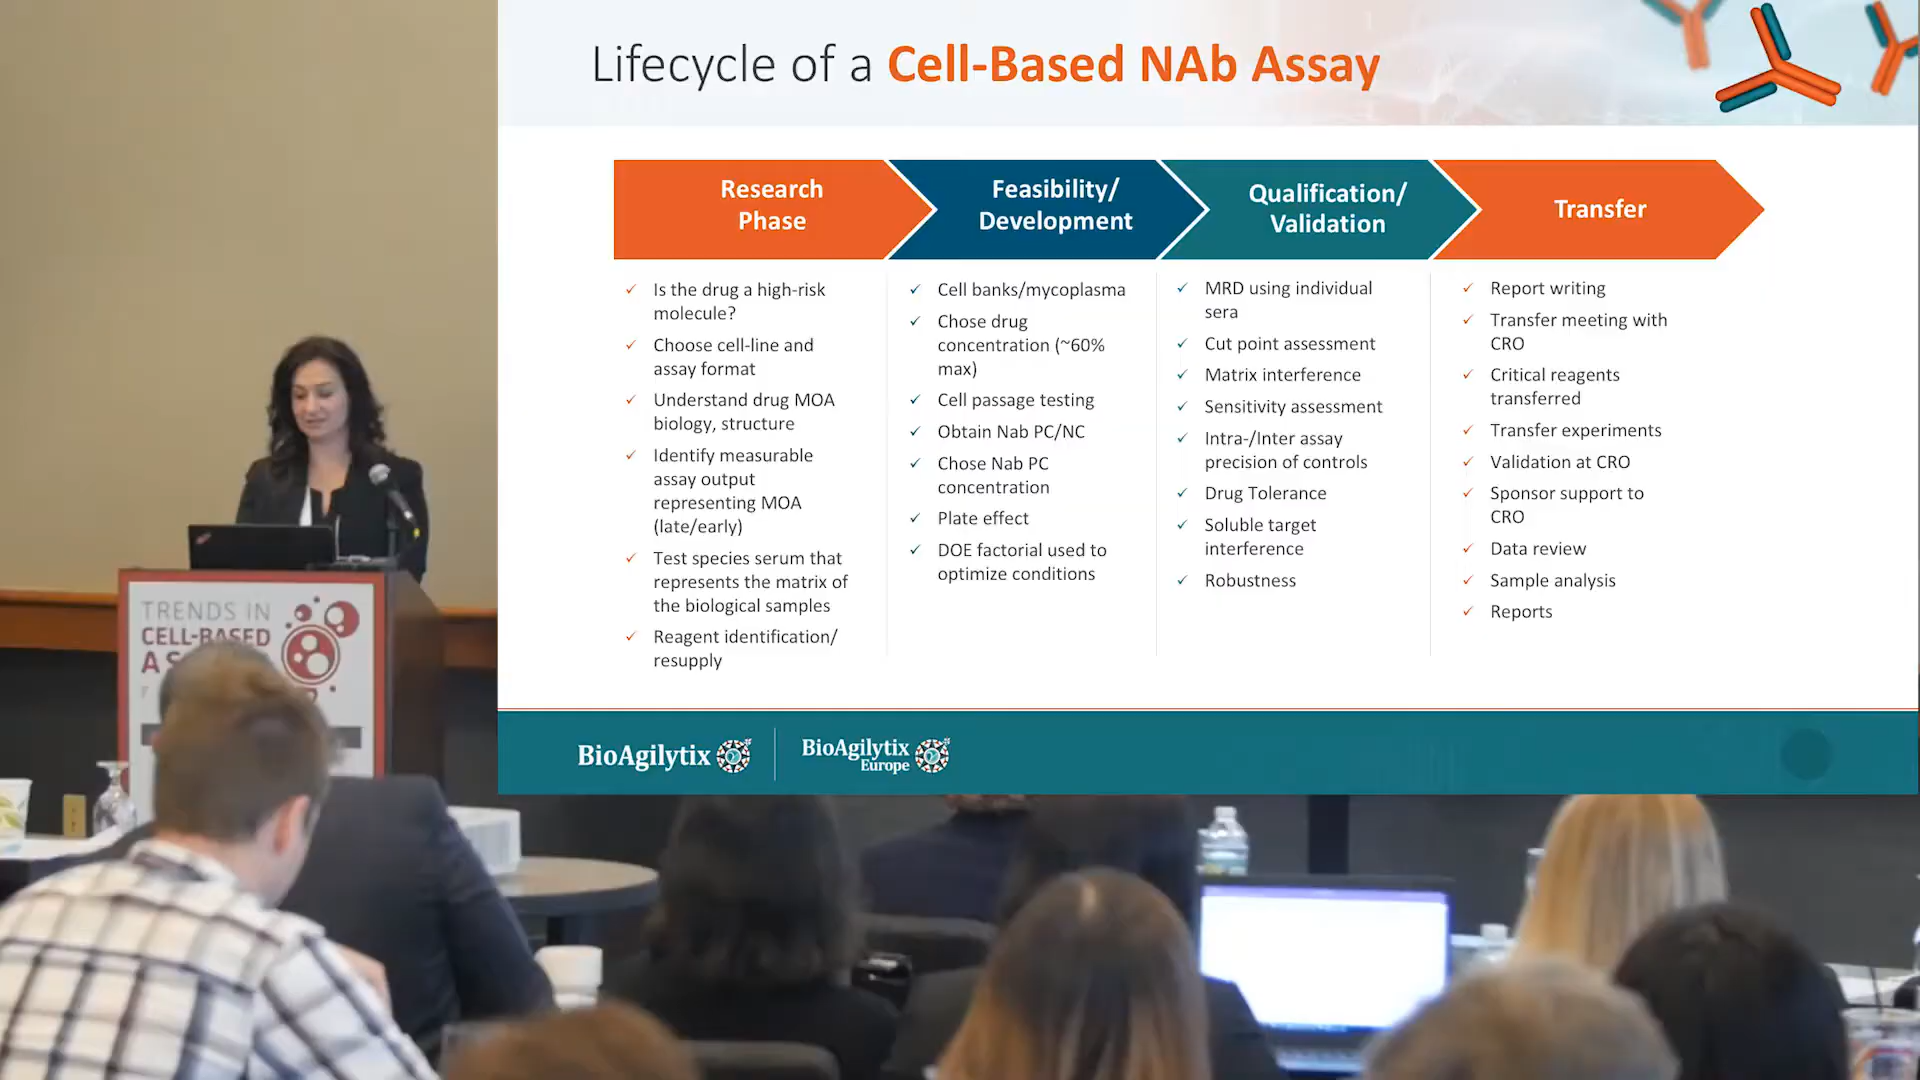 Lifecycle of a Cell-Based NAb Assay
Research
Phase
Feasibility/
Development
Qualification/
Validation
Transfer
Is the drug a high-risk
molecule?
Choose cell-line and
assay format
Understand drug MOA
biology, structure
Identify measurable
assay output
representing MOA
(late/early)
Test species serum that
represents the matrix of
the biological samples
Reagent identification/
resupply
Cell banks/mycoplasma
Chose drug
concentration (~60%
max)
Cell passage testing
Obtain Nab PC/NC
Chose Nab PC
concentration
Plate effect
DOE factorial used to
optimize conditions
MRD using individual
sera
Cut point assessment
Matrix interference
Sensitivity assessment
Intra-/Inter assay
precision of controls
Drug Tolerance
Soluble target
interference
Robustness
Report writing
Transfer meeting with
CRO
Critical reagents
transferred
Transfer experiments
Validation at CRO
Sponsor support to
CRO
Data review
Sample analysis
Reports
BioAgilytix
BioAgilytix
Europe
TRENDS IN
CELL-BASED